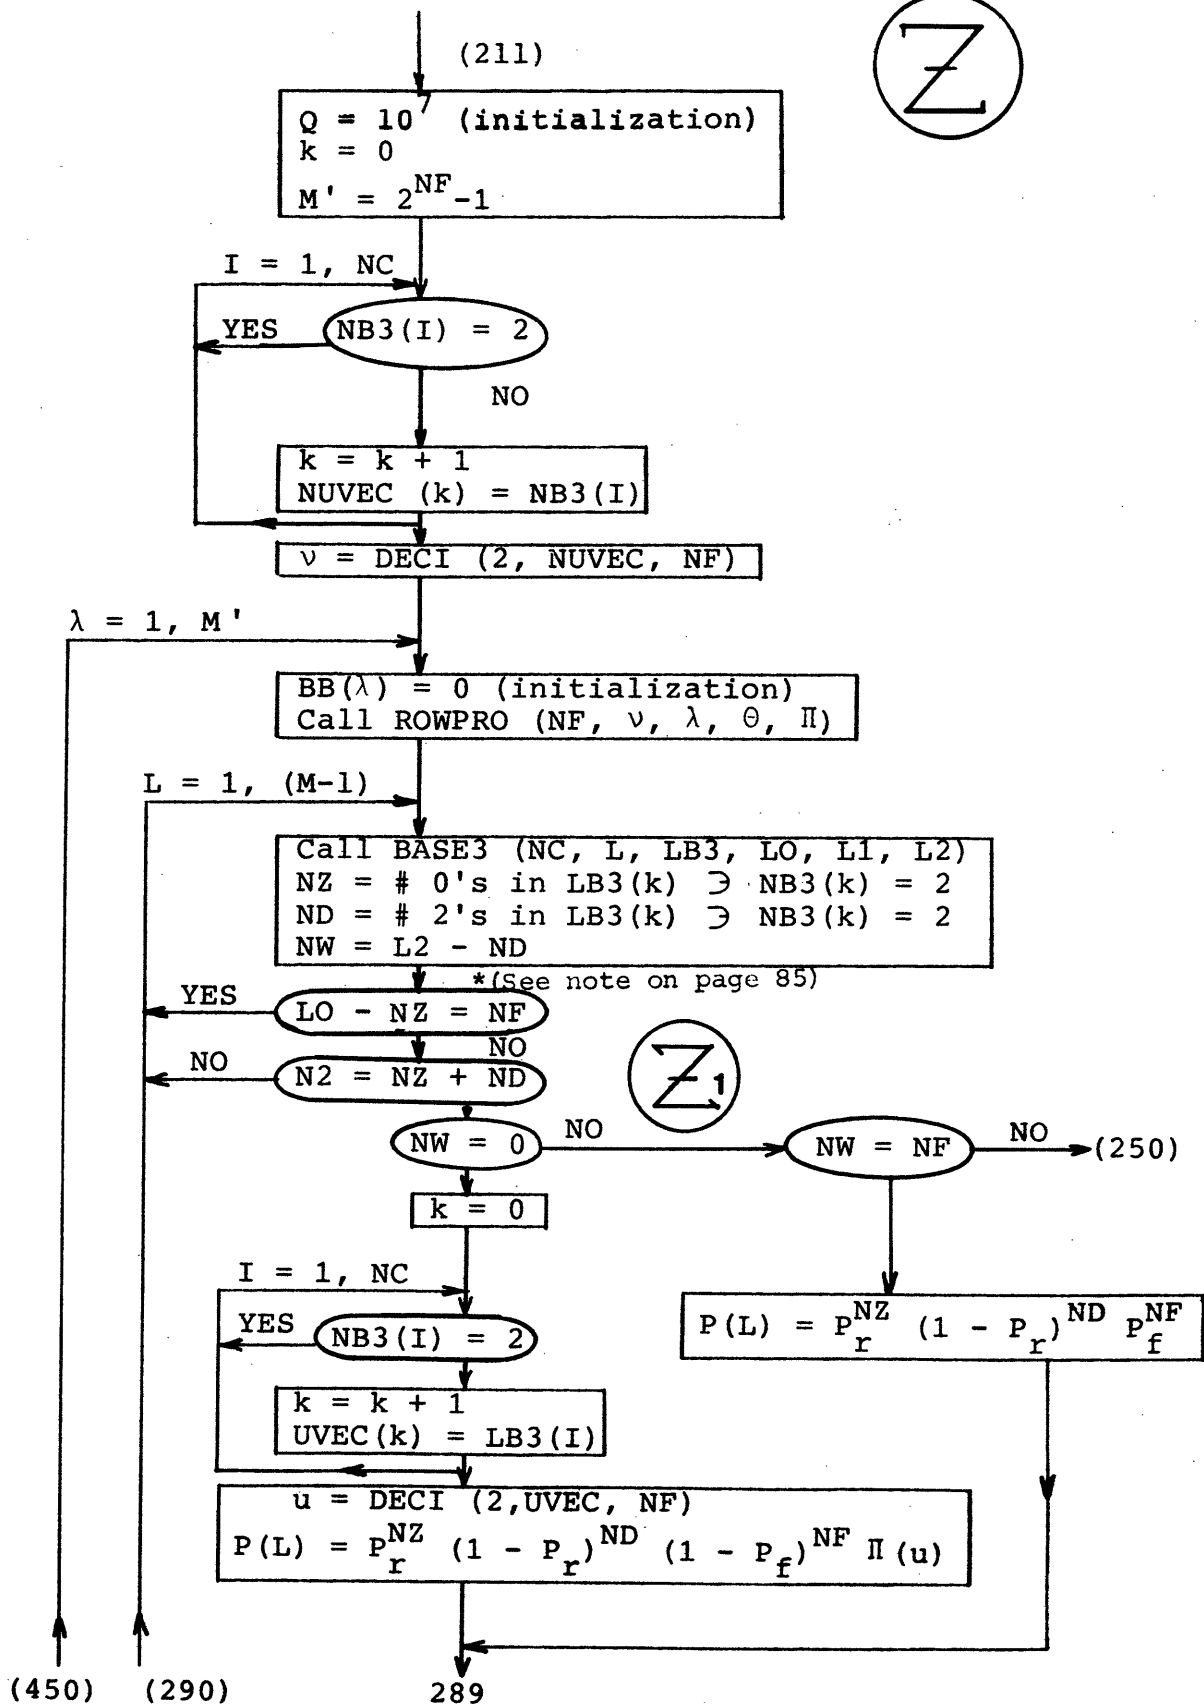 (211)
Z
Q = 10^7 (initialization)
k = 0
M' = 2^NF -1
I = 1, NC
YES
NB3(I) = 2
NO
k = k + 1
NUVEC (k) = NB3(I)
ν = DECI (2, NUVEC, NF)
λ = 1, M'
BB(λ) = 0 (initialization)
Call ROWPRO (NF, ν, λ, Θ, Π)
L = 1, (M-1)
Call BASE3 (NC, L, LB3, LO, L1, L2)
NZ = # 0's in LB3(k) ∋ NB3(k) = 2
ND = # 2's in LB3(k) ∋ NB3(k) = 2
NW = L2 - ND
*(See note on page 85)
YES
LO - NZ = NF
NO
NO
N2 = NZ + ND
Z1
NW = 0
NO
NW = NF
NO
(250)
k = 0
I = 1, NC
YES
NB3(I) = 2
P(L) = P_r^NZ (1 - P_r)^ND P_f^NF
k = k + 1
UVEC(k) = LB3(I)
u = DECI (2,UVEC, NF)
P(L) = P_r^NZ (1 - P_r)^ND (1 - P_f)^NF Π(u)
(450)
(290)
289